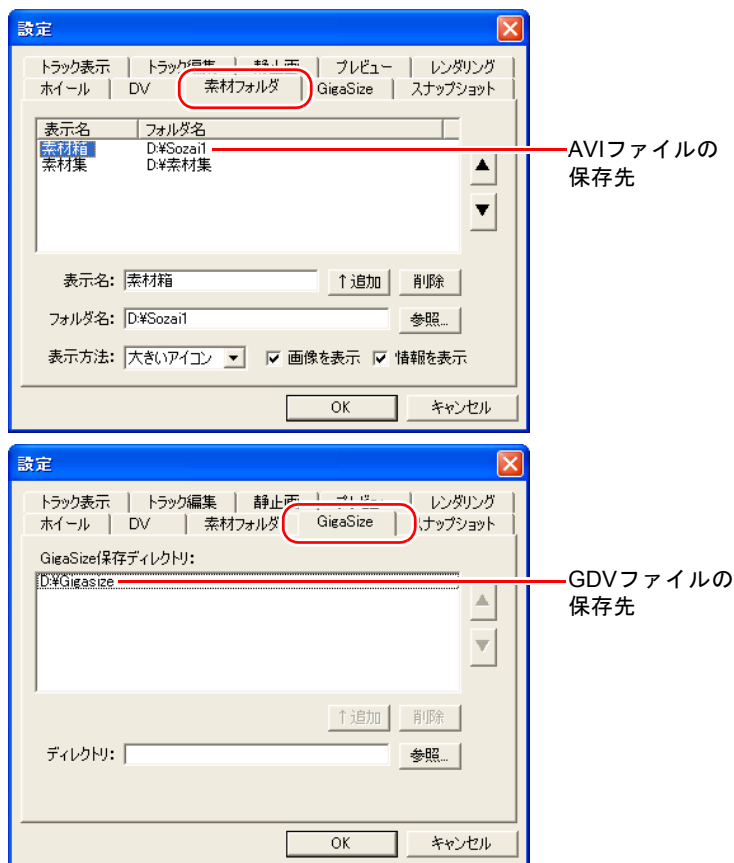 設定
トラック表示 トラック編集 静止画 プレビュー レンダリング
ホイール DV 素材フォルダ GigaSize スナップショット
表示名 フォルダ名
素材箱 D:¥Sozai1
素材集 D:¥素材集
AVIファイルの
保存先
▲
▼
表示名: 素材箱 ↑追加 削除
フォルダ名: D:¥Sozai1 参照...
表示方法: 大きいアイコン 画像を表示 情報を表示
OK キャンセル
設定
トラック表示 トラック編集 静止画 プレビュー レンダリング
ホイール DV 素材フォルダ GigaSize スナップショット
GigaSize保存ディレクトリ:
D:¥Gigasize
GDVファイルの
保存先
▲
▼
↑追加 削除
ディレクトリ: 参照...
OK キャンセル